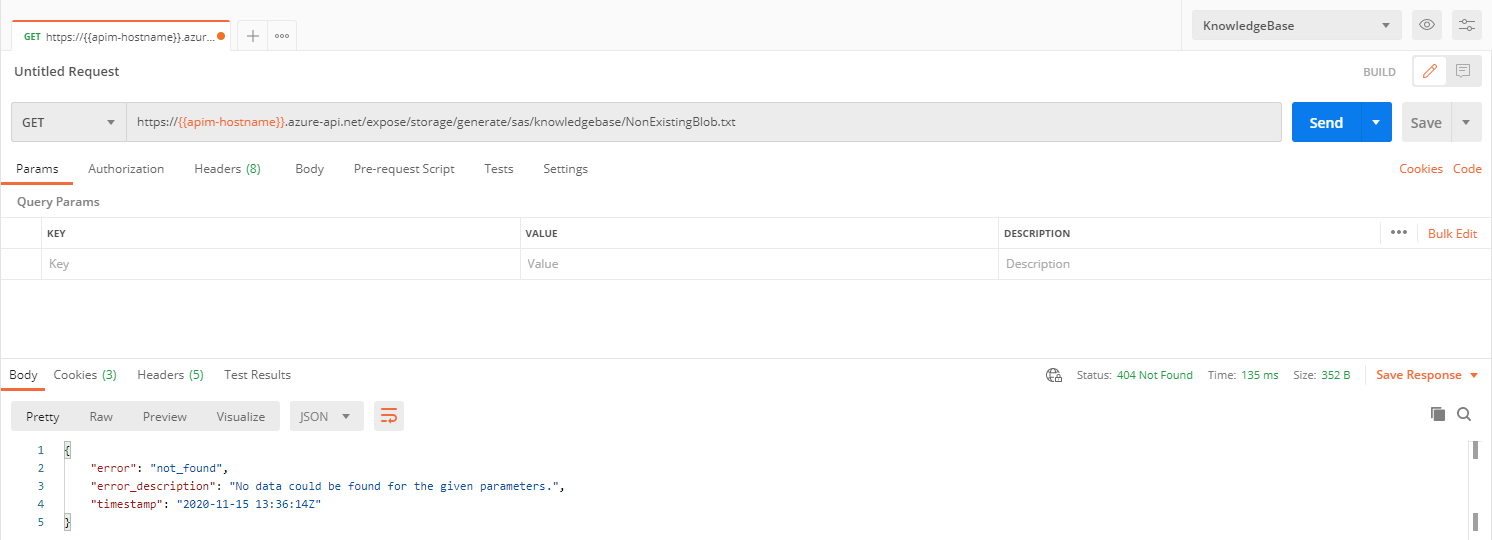 GET https://{{apim-hostname}}.azur...
KnowledgeBase
Untitled Request
BUILD
GET https://{{apim-hostname}}.azure-api.net/expose/storage/generate/sas/knowledgebase/NonExistingBlob.txt
Send
Save
Params Authorization Headers (8) Body Pre-request Script Tests Settings
Cookies Code
Query Params
KEY VALUE DESCRIPTION
Bulk Edit
Key Value Description
Body Cookies (3) Headers (5) Test Results
Status: 404 Not Found Time: 135 ms Size: 352 B
Save Response
Pretty Raw Preview Visualize JSON
1 {
2 "error": "not_found",
3 "error_description": "No data could be found for the given parameters.",
4 "timestamp": "2020-11-15 13:36:14Z"
5 }